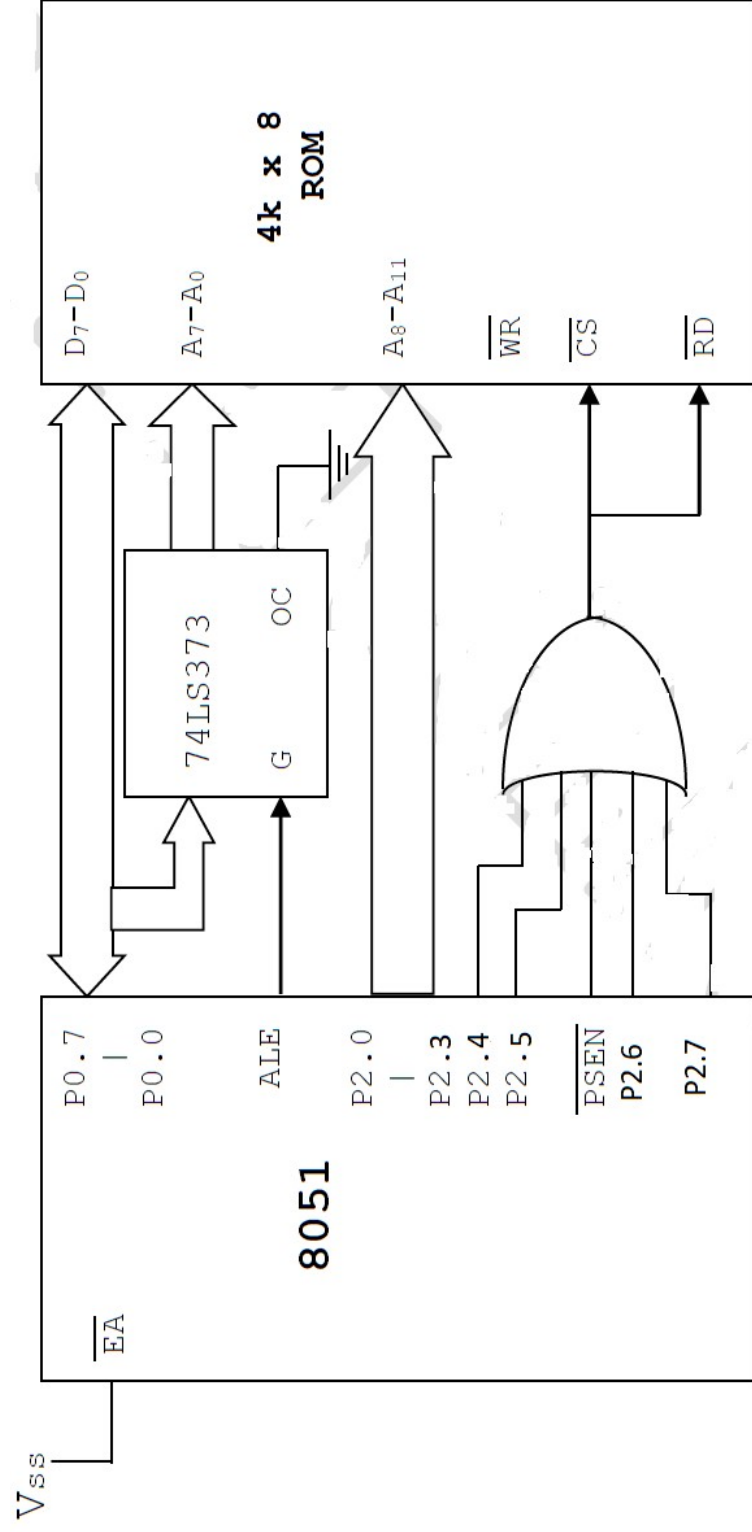 Vss
EA
8051
P0.7
|
P0.0
ALE
P2.0
|
P2.3
P2.4
P2.5
PSEN
P2.6
P2.7
74LS373
G
OC
D7-D0
A7-A0
4k x 8
ROM
A8-A11
WR
CS
RD